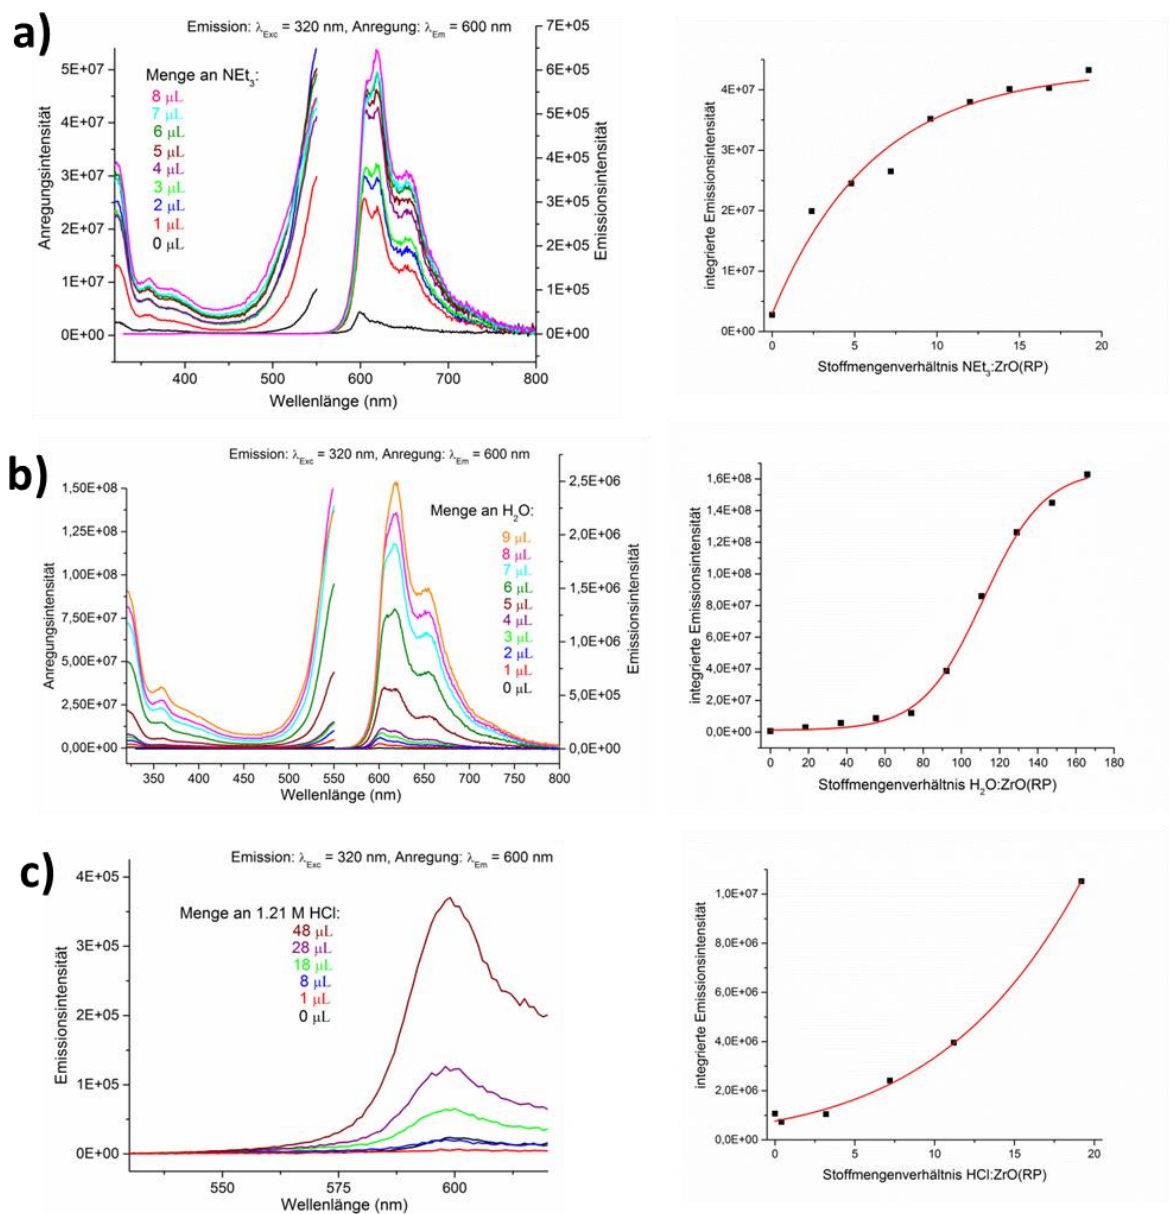 a)
Emission: λExc = 320 nm, Anregung: λEm = 600 nm
Menge an NEt3:
8 µL
7 µL
6 µL
5 µL
4 µL
3 µL
2 µL
1 µL
0 µL
Anregungsintensität
5E+07
4E+07
3E+07
2E+07
1E+07
0E+00
7E+05
6E+05
5E+05
4E+05
3E+05
2E+05
1E+05
0E+00
Emissionsintensität
400 500 600 700 800
Wellenlänge (nm)
integrierte Emissionsintensität
4E+07
3E+07
2E+07
1E+07
0E+00
0 5 10 15 20
Stoffmengenverhältnis NEt3:ZrO(RP)
b)
Emission: λExc = 320 nm, Anregung: λEm = 600 nm
Menge an H2O:
9 µL
8 µL
7 µL
6 µL
5 µL
4 µL
3 µL
2 µL
1 µL
0 µL
Anregungsintensität
1,50E+08
1,25E+08
1,00E+08
7,50E+07
5,00E+07
2,50E+07
0,00E+00
2,5E+06
2,0E+06
1,5E+06
1,0E+06
5,0E+05
0,0E+00
Emissionsintensität
350 400 450 500 550 600 650 700 750 800
Wellenlänge (nm)
integrierte Emissionsintensität
1,6E+08
1,4E+08
1,2E+08
1,0E+08
8,0E+07
6,0E+07
4,0E+07
2,0E+07
0,0E+00
0 20 40 60 80 100 120 140 160 180
Stoffmengenverhältnis H2O:ZrO(RP)
c)
Emission: λExc = 320 nm, Anregung: λEm = 600 nm
Menge an 1.21 M HCl:
48 µL
28 µL
18 µL
8 µL
1 µL
0 µL
Emissionsintensität
4E+05
3E+05
2E+05
1E+05
0E+00
550 575 600
Wellenlänge (nm)
integrierte Emissionsintensität
1,0E+07
8,0E+06
6,0E+06
4,0E+06
2,0E+06
0,0E+00
0 5 10 15 20
Stoffmengenverhältnis HCl:ZrO(RP)